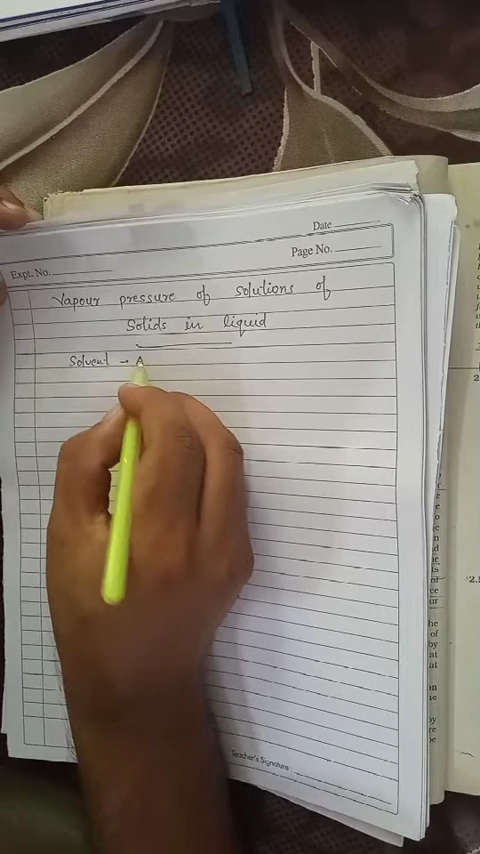 Date
Page No.
Expt. No.
Vapour pressure of solutions of
Solids in liquid
Solvent → A
Teacher's Signature :